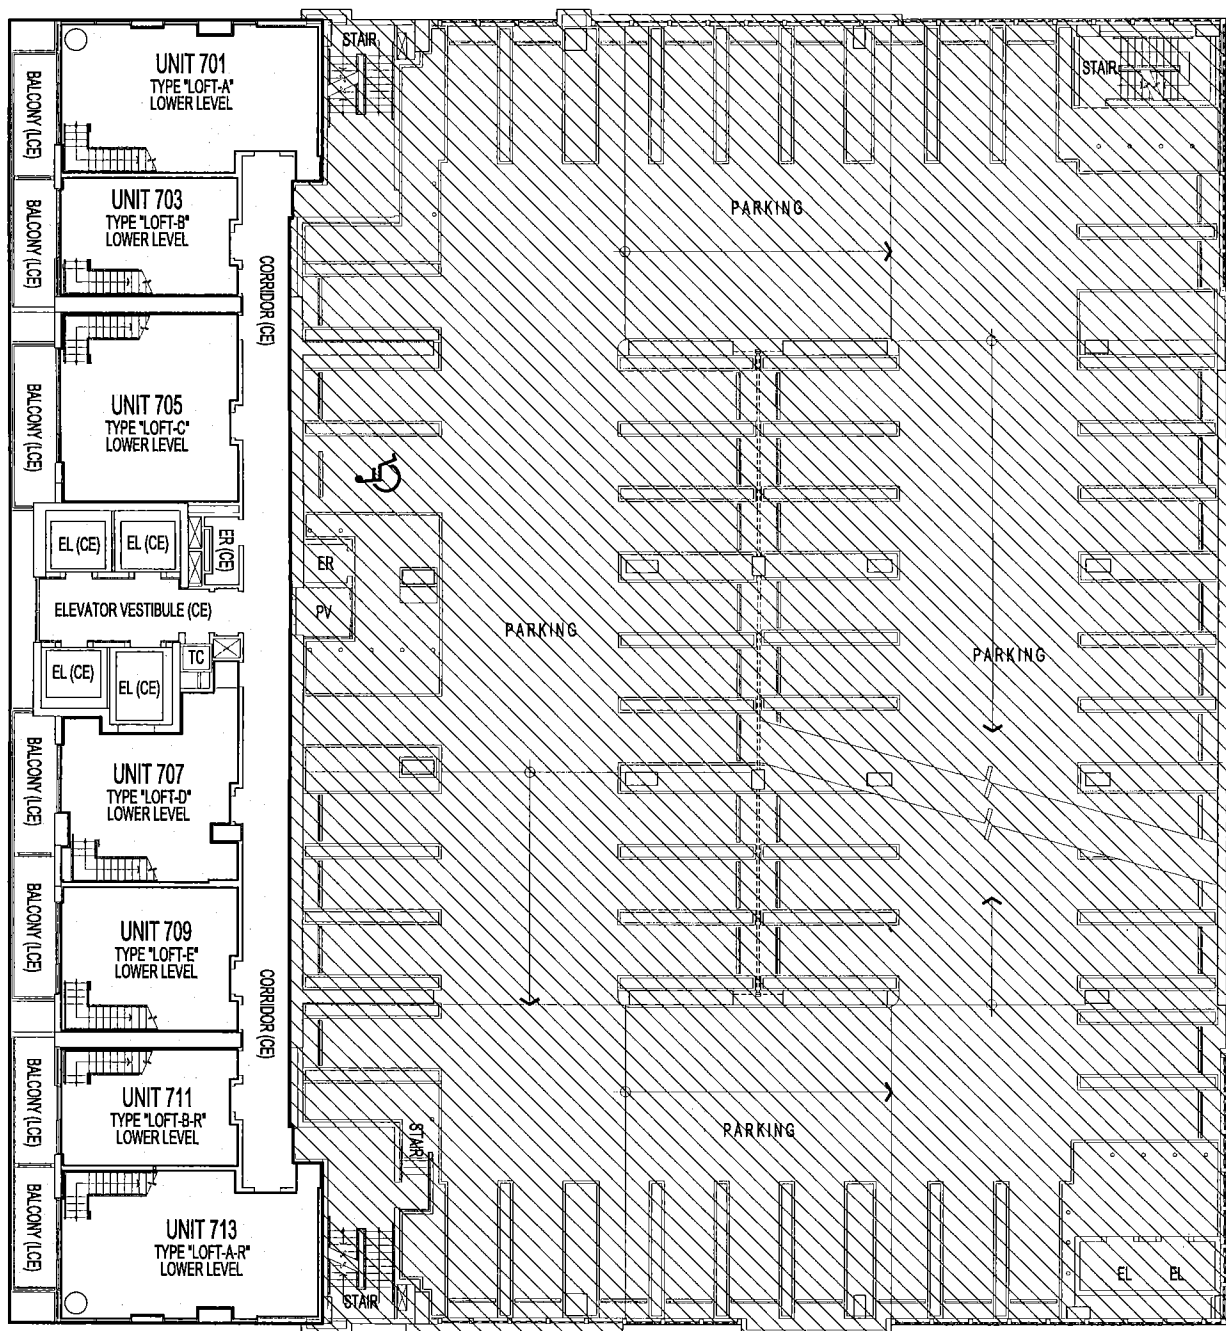 STAIR
UNIT 701
TYPE "LOFT-A"
LOWER LEVEL
STAIR
BALCONY (LCE)
UNIT 703
TYPE "LOFT-B"
LOWER LEVEL
BALCONY (LCE)
PARKING
CORRIDOR (CE)
UNIT 705
TYPE "LOFT-C"
LOWER LEVEL
BALCONY (LCE)
EL (CE)
EL (CE)
ER (CE)
ER
ELEVATOR VESTIBULE (CE)
PV
PARKING
PARKING
TC
EL (CE)
EL (CE)
BALCONY (LCE)
UNIT 707
TYPE "LOFT-D"
LOWER LEVEL
BALCONY (LCE)
UNIT 709
TYPE "LOFT-E"
LOWER LEVEL
CORRIDOR (CE)
BALCONY (LCE)
UNIT 711
TYPE "LOFT-B-R"
LOWER LEVEL
STAIR
PARKING
BALCONY (LCE)
UNIT 713
TYPE "LOFT-A-R"
LOWER LEVEL
EL
EL
STAIR